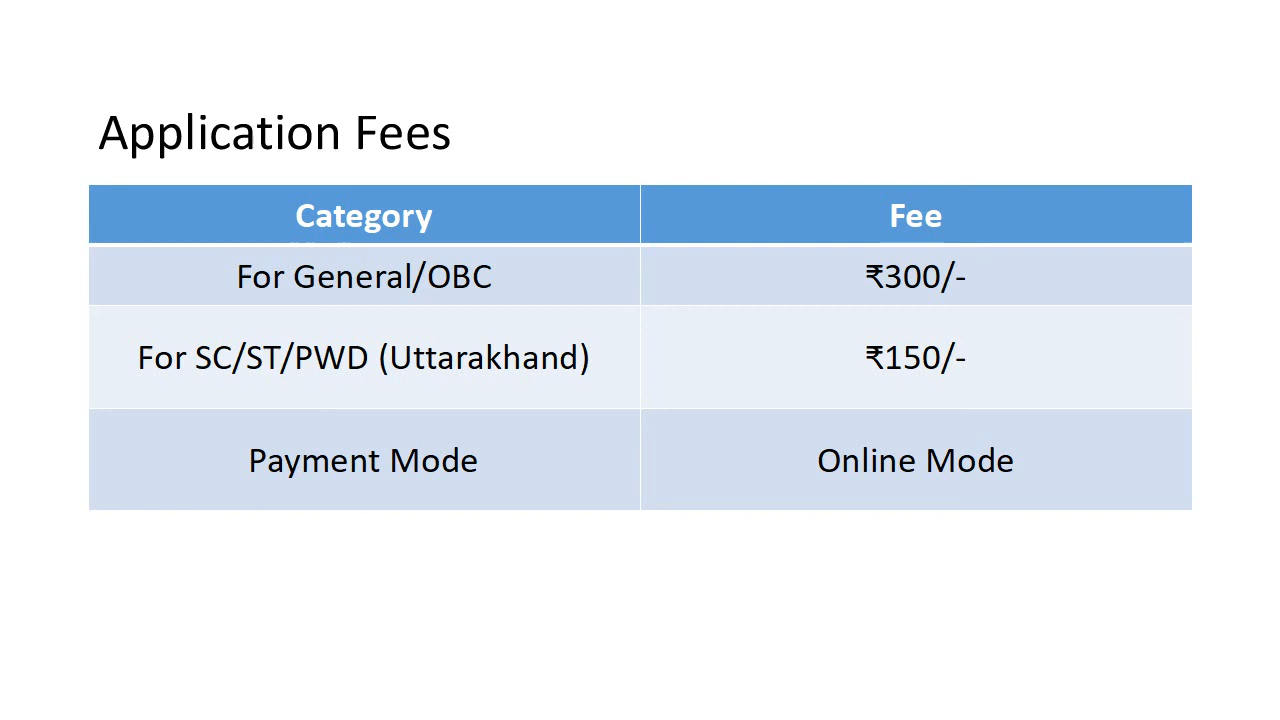 Application Fees
Category Fee
For General/OBC ₹300/-
For SC/ST/PWD (Uttarakhand) ₹150/-
Payment Mode Online Mode